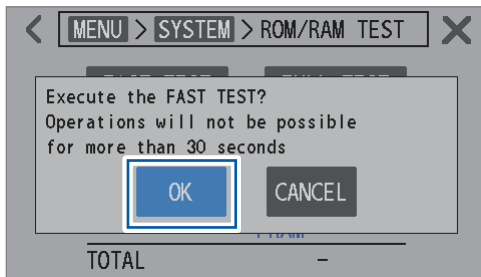 MENU > SYSTEM > ROM/RAM TEST
Execute the FAST TEST?
Operations will not be possible
for more than 30 seconds
OK CANCEL
TOTAL –